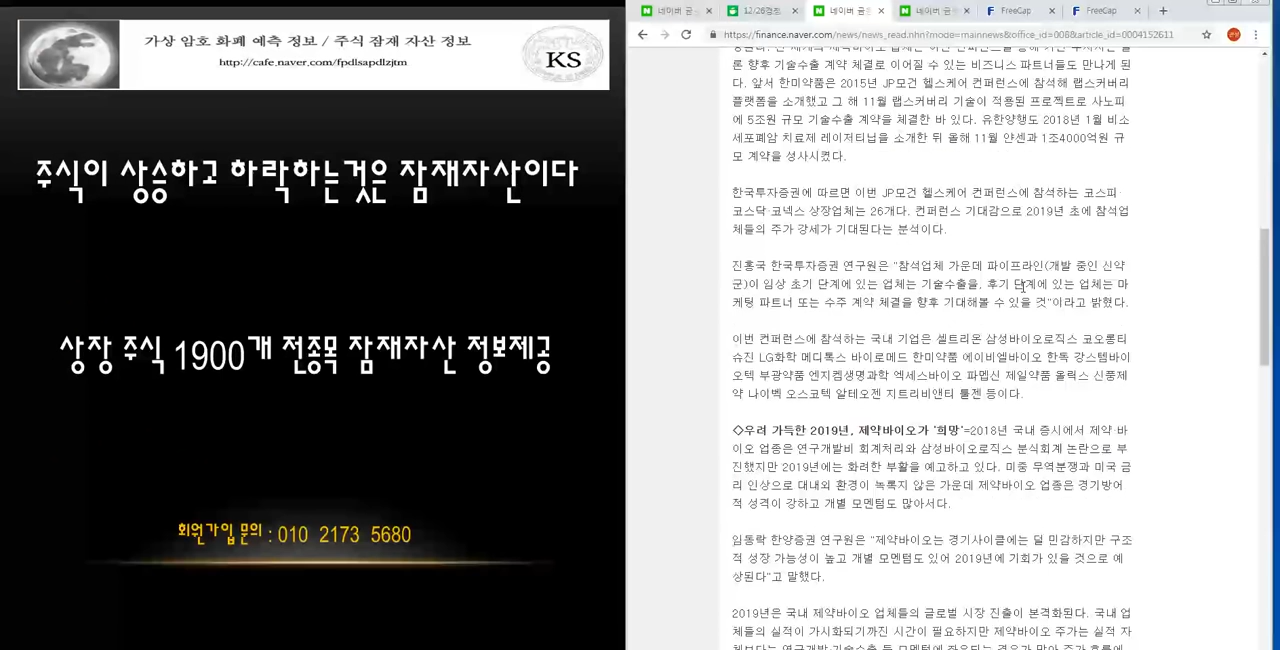 가상 암호 화폐 예측 정보 / 주식 잠재 자산 정보
http://cafe.naver.com/fpdlsapdlzjtm
KS
주식이 상승하고 하락하는것은 잠재자산이다
상장 주식 1900개 전종목 잠재자산 정보제공
회원가입 문의 : 010 2173 5680
네이버 금
12/26경
네이버 금
네이버 금
FreeCap
FreeCap
https://finance.naver.com/news/news_read.nhn?mode=mainnews&office_id=008&article_id=0004152611
론 향후 기술수출 계약 체결로 이어질 수 있는 비즈니스 파트너들도 만나게 된
다. 앞서 한미약품은 2015년 JP모건 헬스케어 컨퍼런스에 참석해 랩스커버리
플랫폼을 소개했고 그 해 11월 랩스커버리 기술이 적용된 프로젝트로 사노피
에 5조원 규모 기술수출 계약을 체결한 바 있다. 유한양행도 2018년 1월 비소
세포폐암 치료제 레이저티닙을 소개한 뒤 올해 11월 얀센과 1조4000억원 규
모 계약을 성사시켰다.
한국투자증권에 따르면 이번 JP모건 헬스케어 컨퍼런스에 참석하는 코스피·
코스닥·코넥스 상장업체는 26개다. 컨퍼런스 기대감으로 2019년 초에 참석업
체들의 주가 강세가 기대된다는 분석이다.
진홍국 한국투자증권 연구원은 "참석업체 가운데 파이프라인(개발 중인 신약
군)이 임상 초기 단계에 있는 업체는 기술수출을, 후기 단계에 있는 업체는 마
케팅 파트너 또는 수주 계약 체결을 향후 기대해볼 수 있을 것"이라고 밝혔다.
이번 컨퍼런스에 참석하는 국내 기업은 셀트리온 삼성바이오로직스 코오롱티
슈진 LG화학 메디톡스 바이로메드 한미약품 에이비엘바이오 한독 강스템바이
오텍 부광약품 엔지켐생명과학 엑세스바이오 파멥신 제일약품 올릭스 신풍제
약 나이벡 오스코텍 알테오젠 지트리비앤티 툴젠 등이다.
◇우려 가득한 2019년, 제약바이오가 '희망'=2018년 국내 증시에서 제약·바
이오 업종은 연구개발비 회계처리와 삼성바이오로직스 분식회계 논란으로 부
진했지만 2019년에는 화려한 부활을 예고하고 있다. 미중 무역분쟁과 미국 금
리 인상으로 대내외 환경이 녹록지 않은 가운데 제약바이오 업종은 경기방어
적 성격이 강하고 개별 모멘텀도 많아서다.
임동락 한양증권 연구원은 "제약바이오는 경기사이클에는 덜 민감하지만 구조
적 성장 가능성이 높고 개별 모멘텀도 있어 2019년에 기회가 있을 것으로 예
상된다"고 말했다.
2019년은 국내 제약바이오 업체들의 글로벌 시장 진출이 본격화된다. 국내 업
체들의 실적이 가시화되기까진 시간이 필요하지만 제약바이오 주가는 실적 자